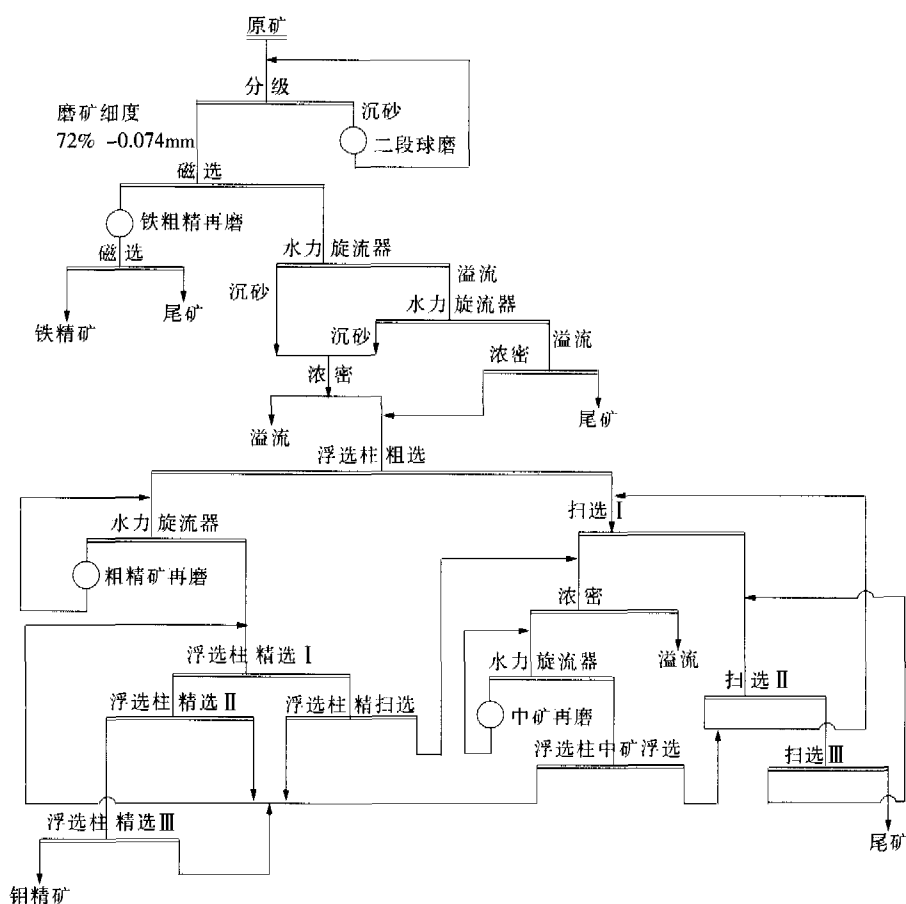 原矿
分级
磨矿细度
72% -0.074mm
沉砂
二段球磨
磁选
铁粗精再磨
磁选
水力旋流器
铁精矿
尾矿
沉砂
溢流
水力旋流器
沉砂
溢流
浓密
浓密
溢流
尾矿
浮选柱 粗选
水力旋流器
扫选Ⅰ
粗精矿再磨
浓密
浮选柱 精选Ⅰ
水力旋流器
溢流
扫选Ⅱ
浮选柱 精选Ⅱ
浮选柱 精扫选
中矿再磨
浮选柱中矿浮选
扫选Ⅲ
浮选柱 精选Ⅲ
尾矿
钼精矿